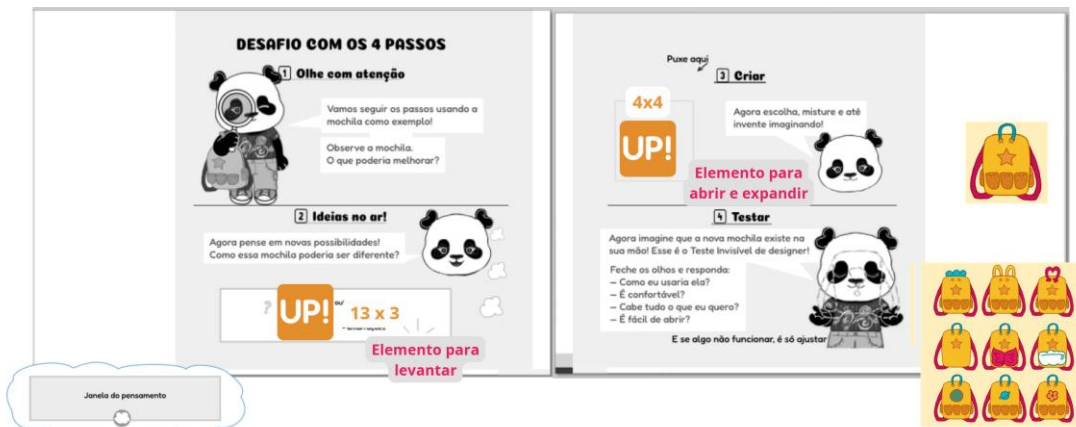 DESAFIO COM OS 4 PASSOS
1 Olhe com atenção
Vamos seguir os passos usando a
mochila como exemplo!
Observe a mochila.
O que poderia melhorar?
2 Ideias no ar!
Agora pense em novas possibilidades!
Como essa mochila poderia ser diferente?
?
UP!
ou
13 x 3
Elemento para
levantar
Janela do pensamento
Puxe aqui
3 Criar
4x4
UP!
Agora escolha, misture e até
invente imaginando!
Elemento para
abrir e expandir
4 Testar
Agora imagine que a nova mochila existe na
sua mão! Esse é o Teste Invisível de designer!
Feche os olhos e responda:
– Como eu usaria ela?
– É confortável?
– Cabe tudo o que eu quero?
– É fácil de abrir?
E se algo não funcionar, é só ajustar